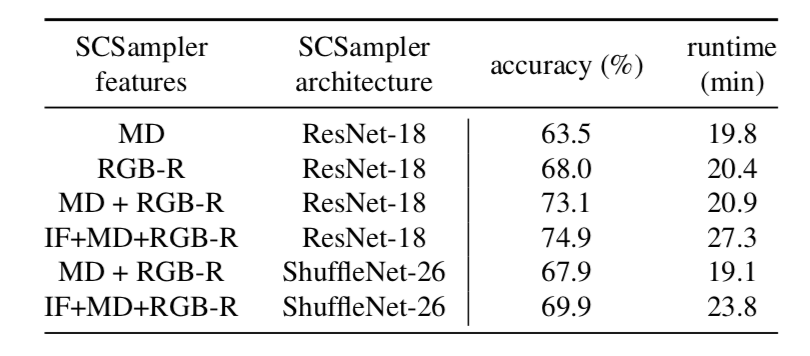 SCSampler features SCSampler architecture accuracy (%) runtime (min)
MD ResNet-18 63.5 19.8
RGB-R ResNet-18 68.0 20.4
MD + RGB-R ResNet-18 73.1 20.9
IF+MD+RGB-R ResNet-18 74.9 27.3
MD + RGB-R ShuffleNet-26 67.9 19.1
IF+MD+RGB-R ShuffleNet-26 69.9 23.8